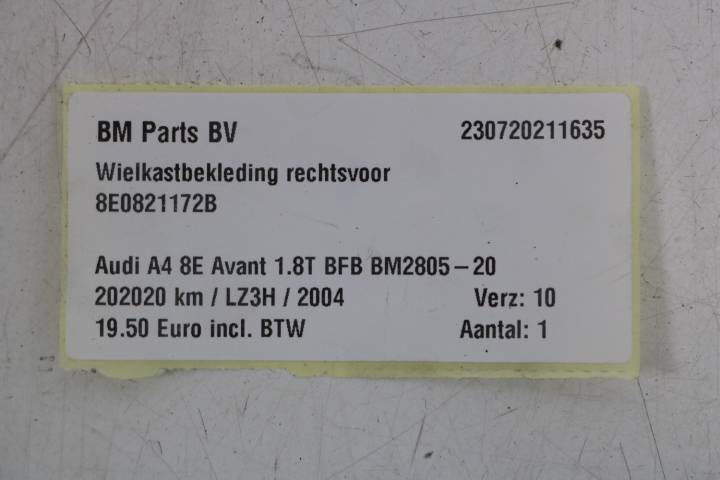 BM Parts BV 230720211635
Wielkastbekleding rechtsvoor
8E0821172B
Audi A4 8E Avant 1.8T BFB BM2805-20
202020 km / LZ3H / 2004 Verz: 10
19.50 Euro incl. BTW Aantal: 1